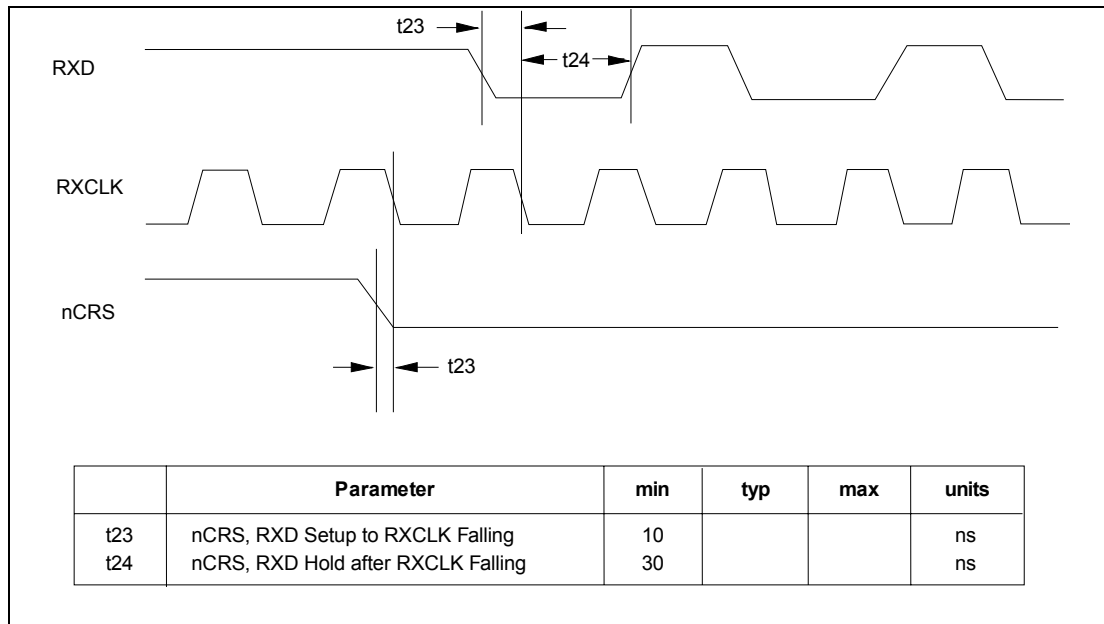 t23
t24
RXD
RXCLK
nCRS
t23
Parameter min typ max units
t23 nCRS, RXD Setup to RXCLK Falling 10 ns
t24 nCRS, RXD Hold after RXCLK Falling 30 ns